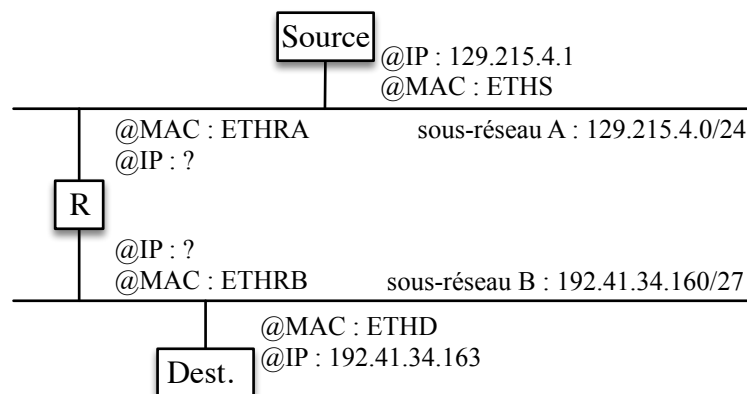 Source
@IP : 129.215.4.1
@MAC : ETHS
@MAC : ETHRA
sous-réseau A : 129.215.4.0/24
@IP : ?
R
@IP : ?
@MAC : ETHRB
sous-réseau B : 192.41.34.160/27
@MAC : ETHD
@IP : 192.41.34.163
Dest.